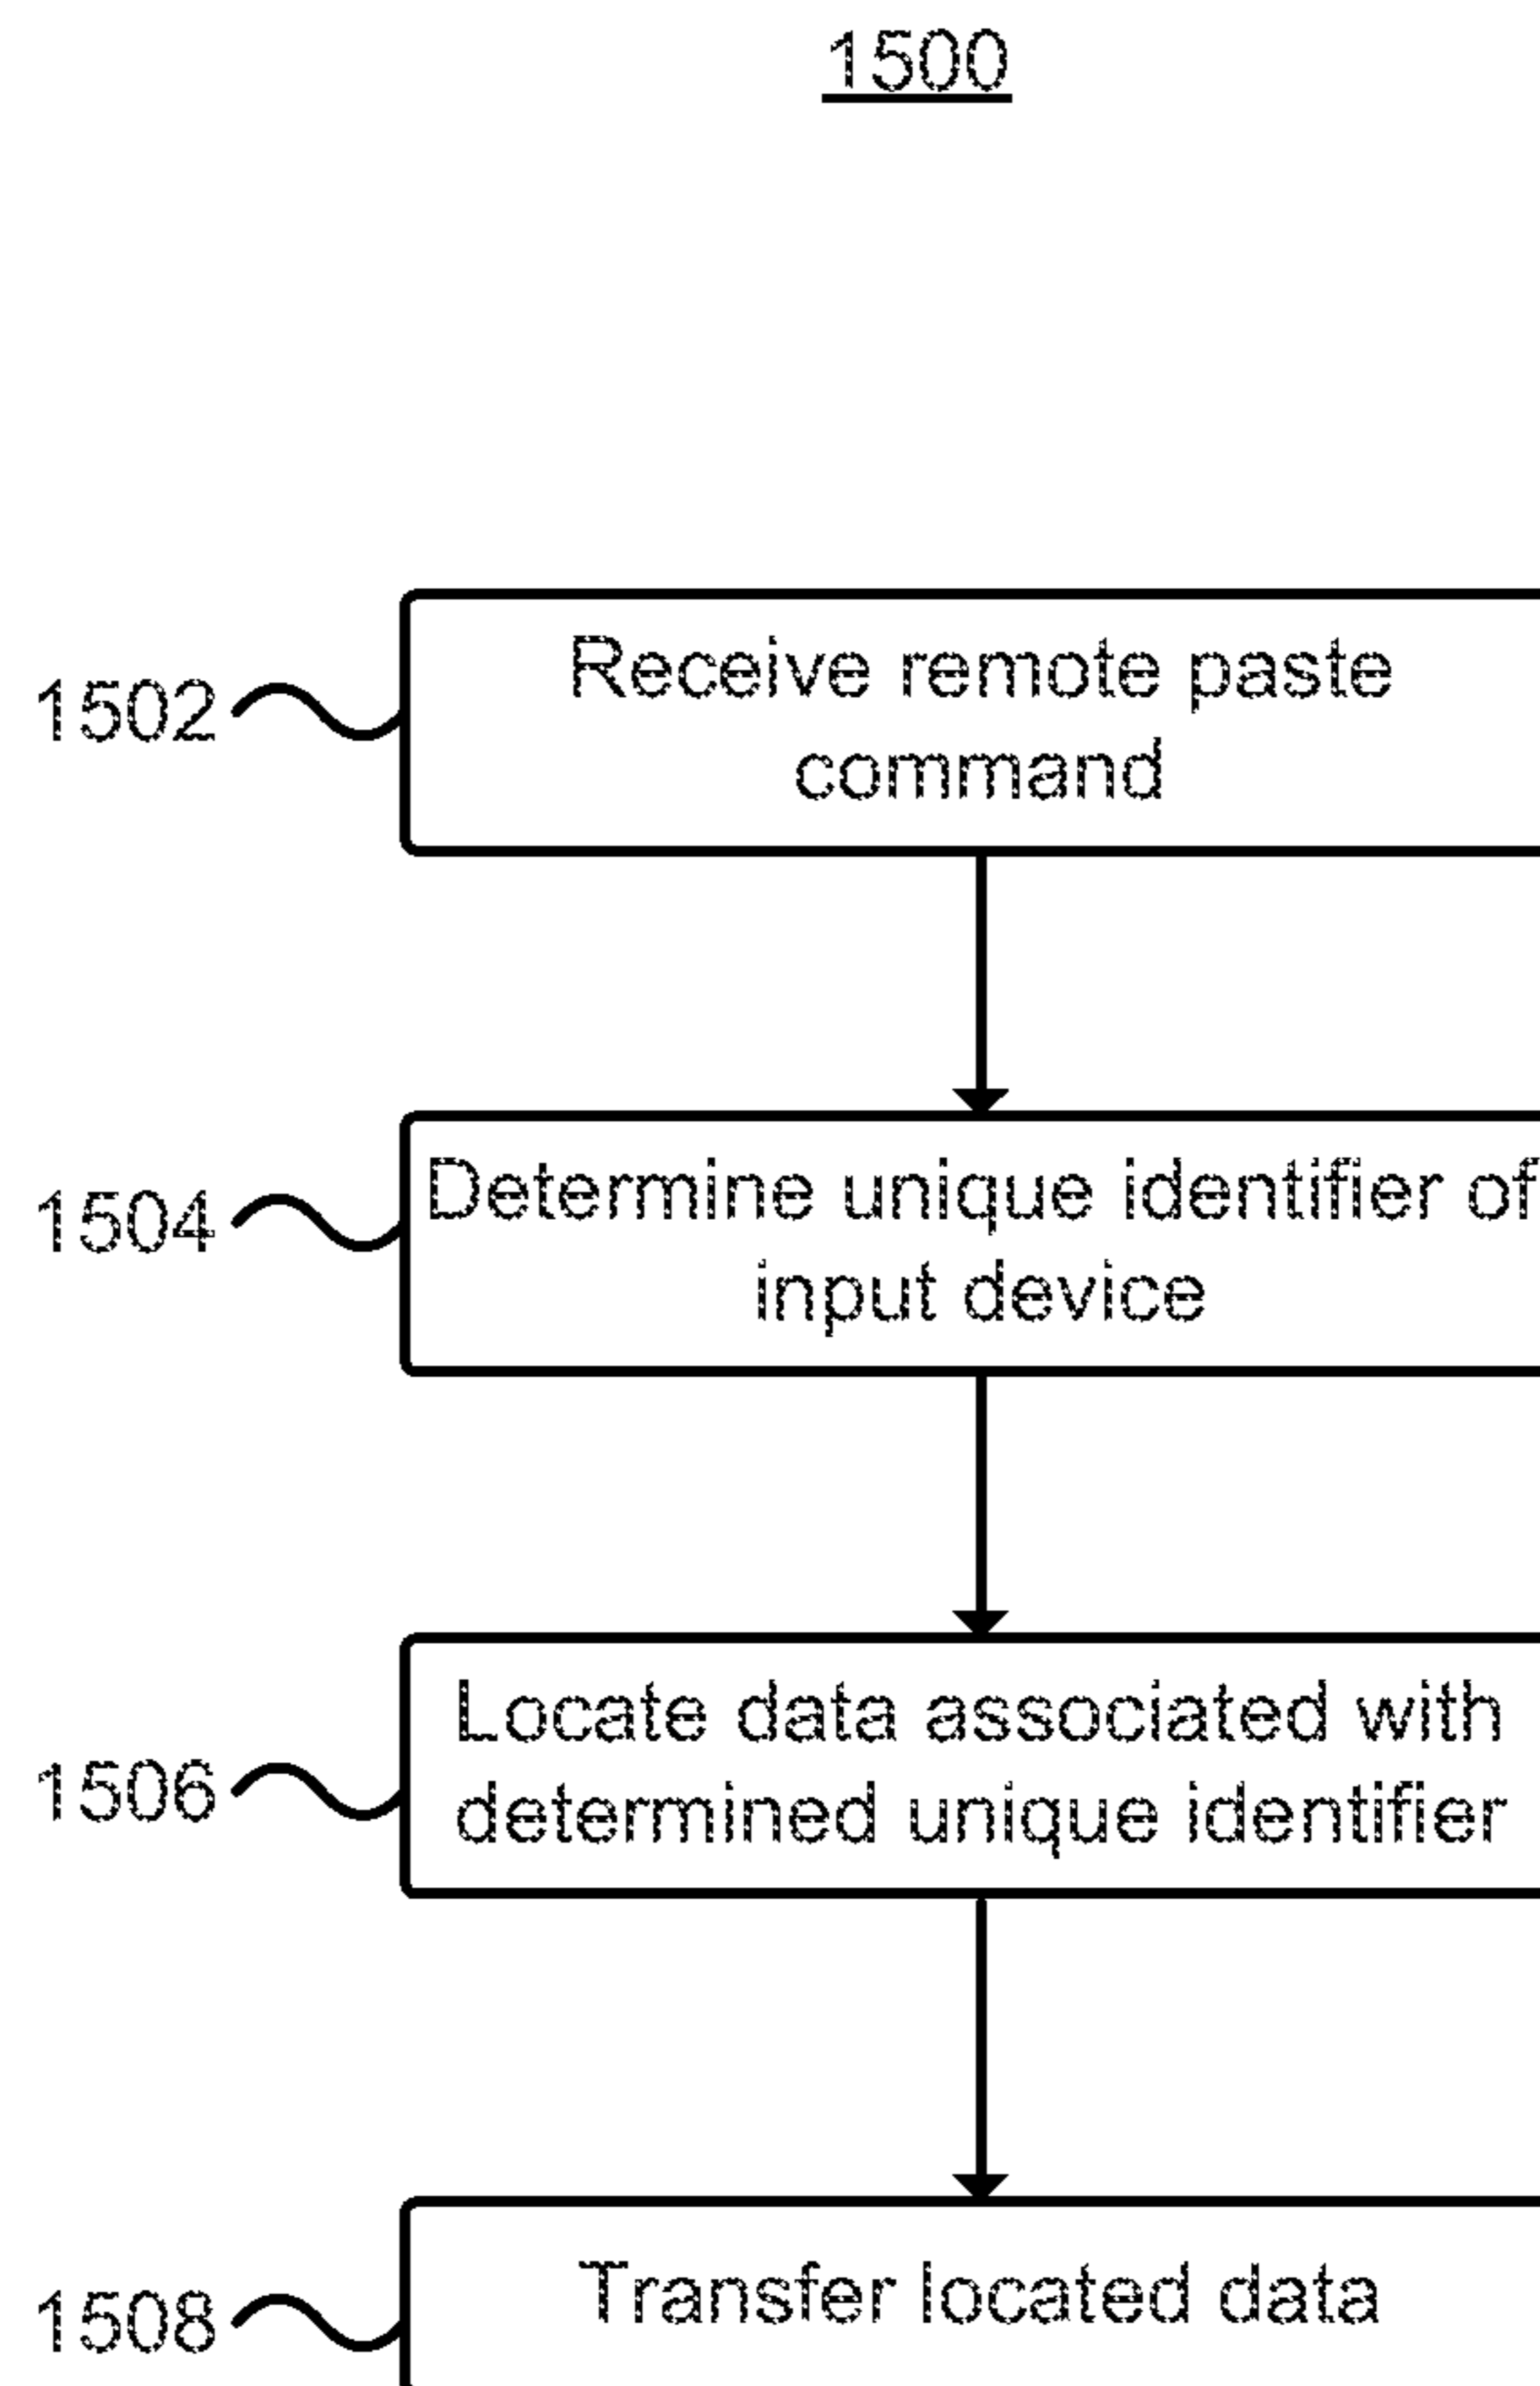 1500
Receive remote paste
command
1502
Determine unique identifier of
input device
1504
Locate data associated with
determined unique identifier
1506
Transfer located data
1508